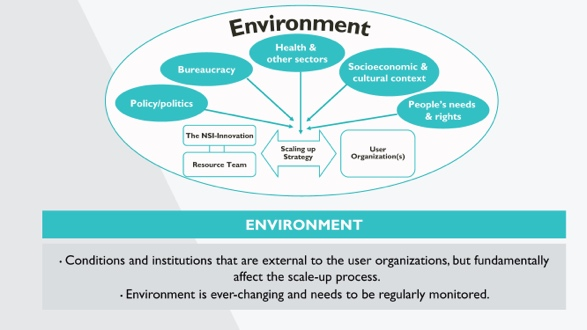 Environment
Health &
other sectors
Bureaucracy
Socioeconomic &
cultural context
Policy/politics
People's needs
& rights
The NSI-Innovation
Resource Team
Scaling up
Strategy
User
Organization(s)
ENVIRONMENT
• Conditions and institutions that are external to the user organizations, but fundamentally
affect the scale-up process.
• Environment is ever-changing and needs to be regularly monitored.